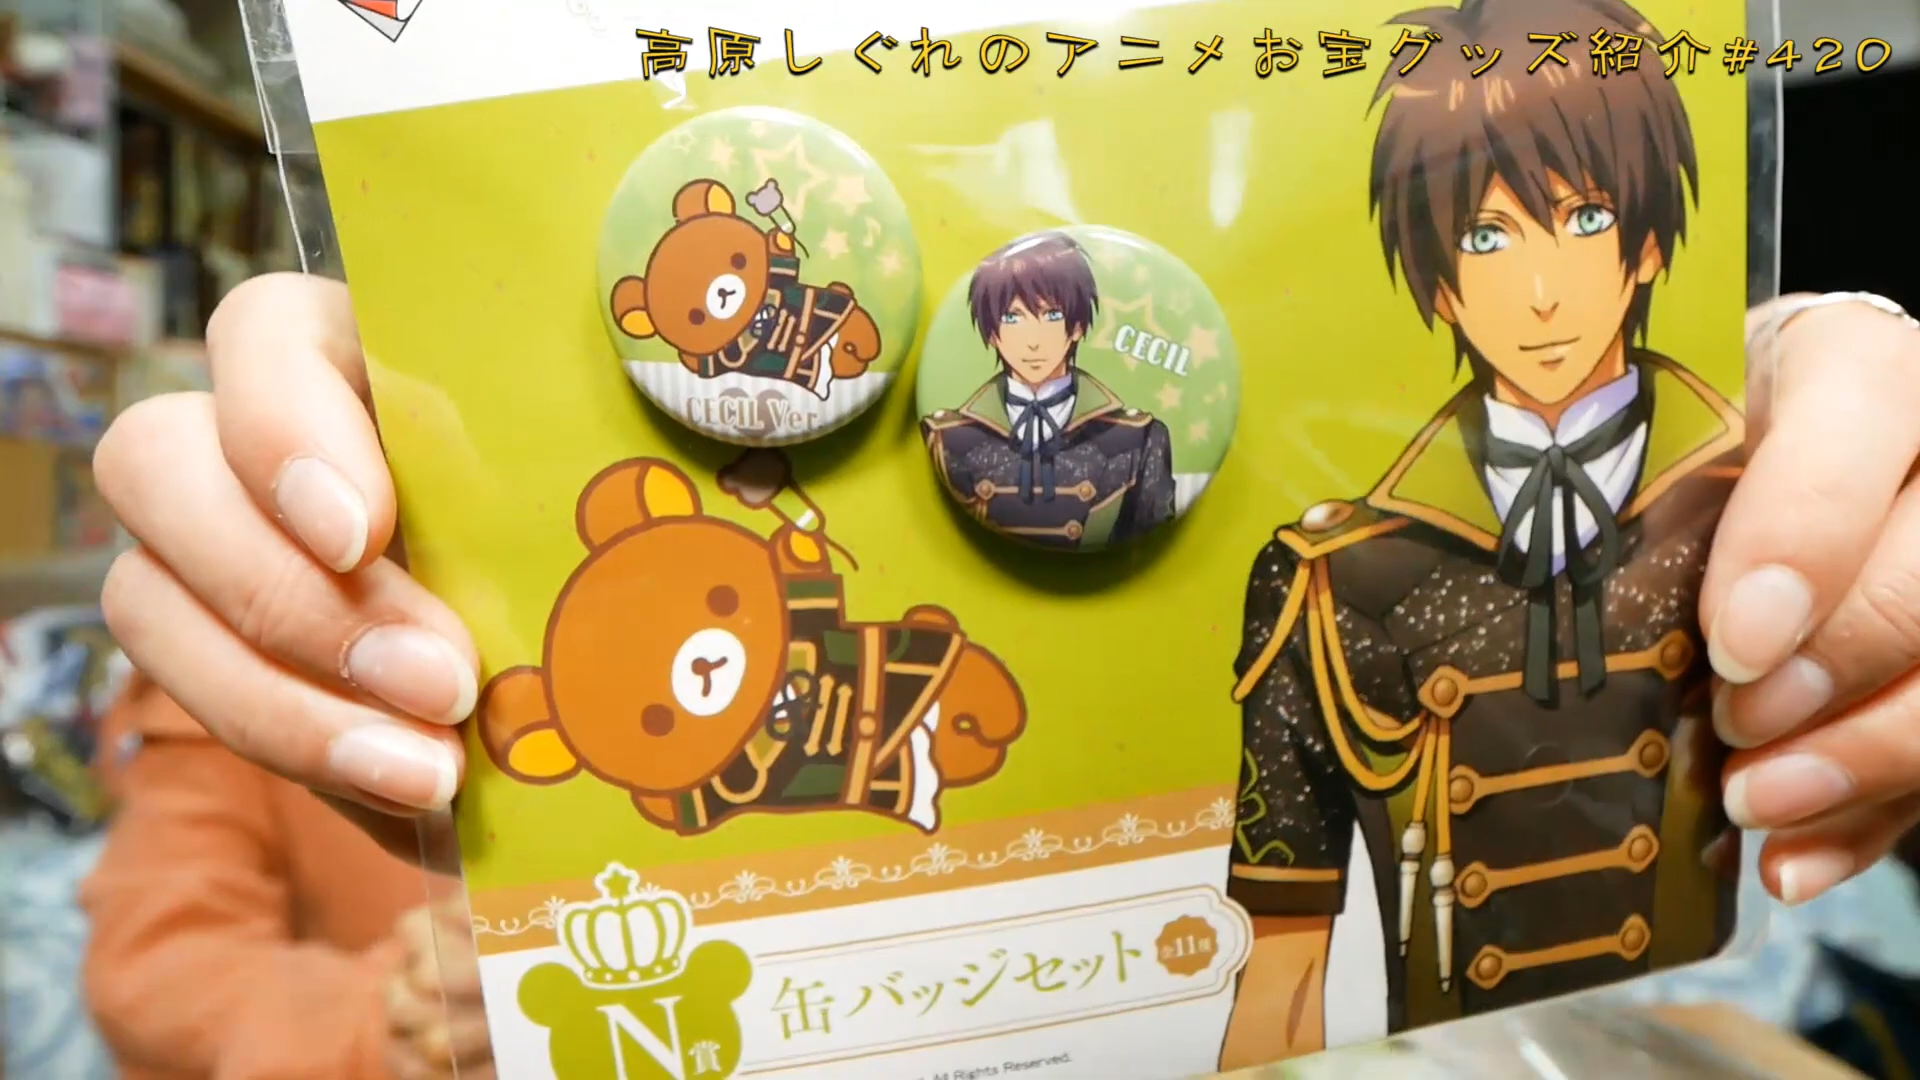 高原しぐれのアニメお宝グッズ紹介#420
CECIL
CECIL Ver.
N賞
缶バッジセット
全11種
All Rights Reserved.